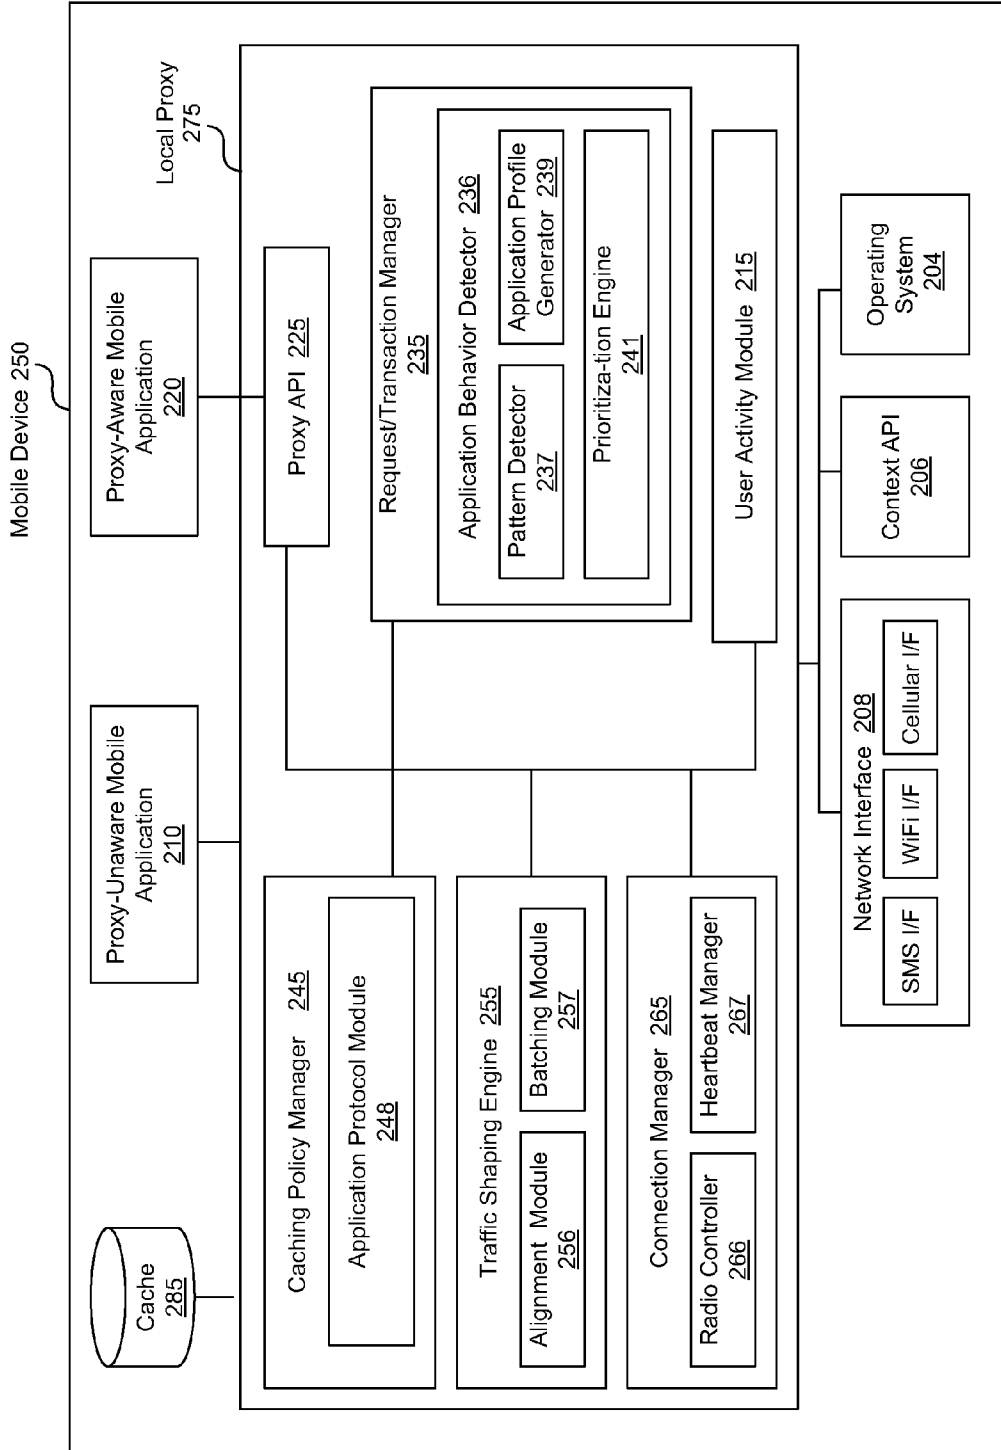 Mobile Device 250
Local Proxy
275
Cache
285
Proxy-Unaware Mobile
Application
210
Proxy-Aware Mobile
Application
220
Caching Policy Manager 245
Application Protocol Module
248
Proxy API 225
Traffic Shaping Engine 255
Alignment Module
256
Batching Module
257
Connection Manager 265
Radio Controller
266
Heartbeat Manager
267
Request/Transaction Manager
235
Application Behavior Detector 236
Pattern Detector
237
Application Profile
Generator 239
Prioritiza-tion Engine
241
User Activity Module 215
Network Interface 208
SMS I/F
WiFi I/F
Cellular I/F
Context API
206
Operating
System
204